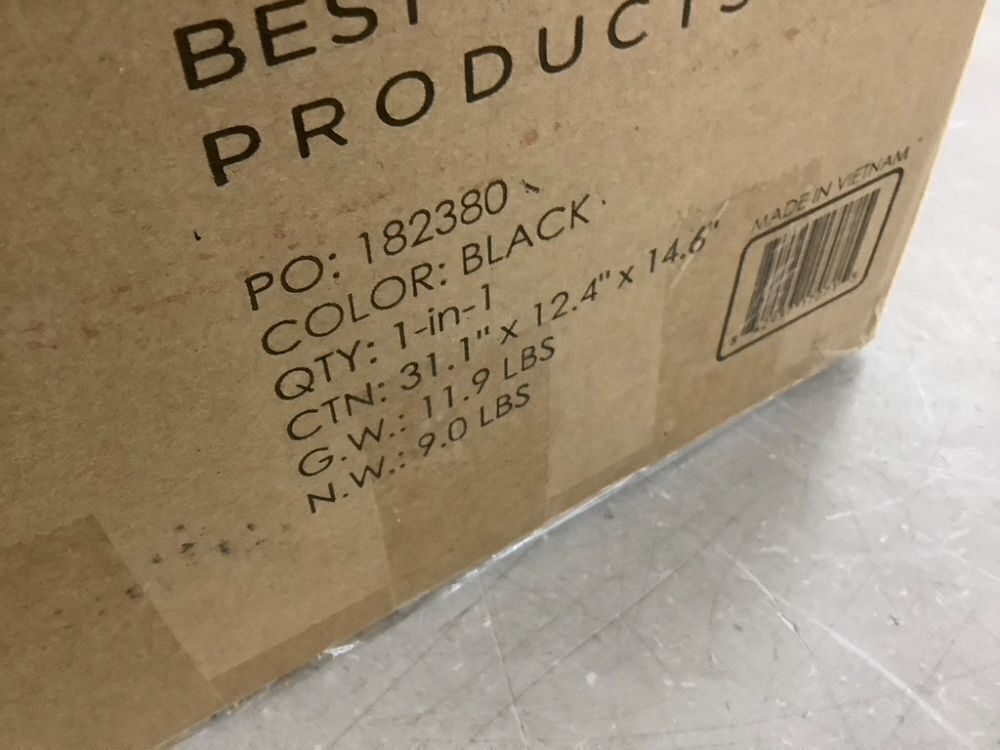 BEST
PRODUCTS
PO: 182380
COLOR: BLACK
QTY: 1-in-1
CTN: 31.1" x 12.4" x 14.6"
G.W.: 11.9 LBS
N.W.: 9.0 LBS
MADE IN VIETNAM